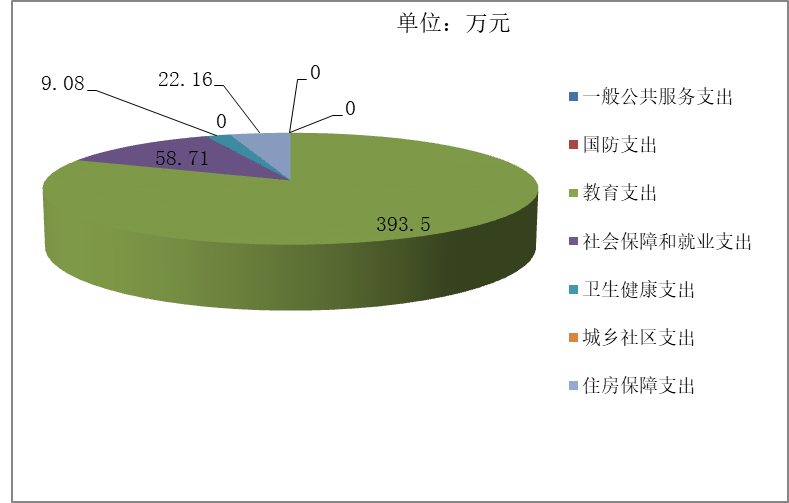 单位：万元
9.08
22.16
0
0
0
58.71
393.5
一般公共服务支出
国防支出
教育支出
社会保障和就业支出
卫生健康支出
城乡社区支出
住房保障支出